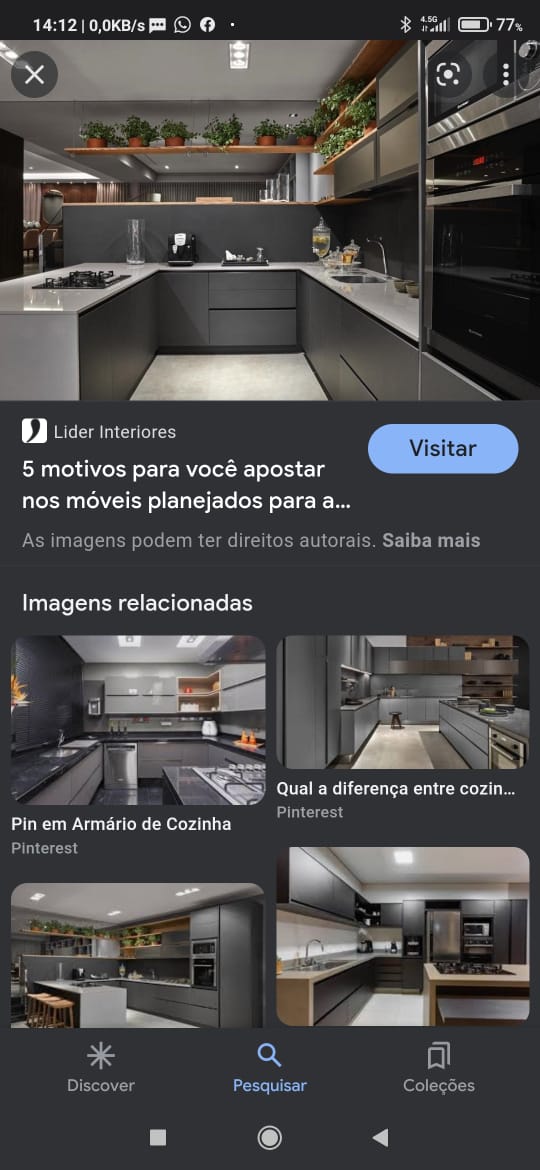 14:12 | 0,0KB/s
4.5G
77%
Lider Interiores
Visitar
5 motivos para você apostar
nos móveis planejados para a...
As imagens podem ter direitos autorais. Saiba mais
Imagens relacionadas
Pin em Armário de Cozinha
Pinterest
Qual a diferença entre cozin...
Pinterest
Discover
Pesquisar
Coleções